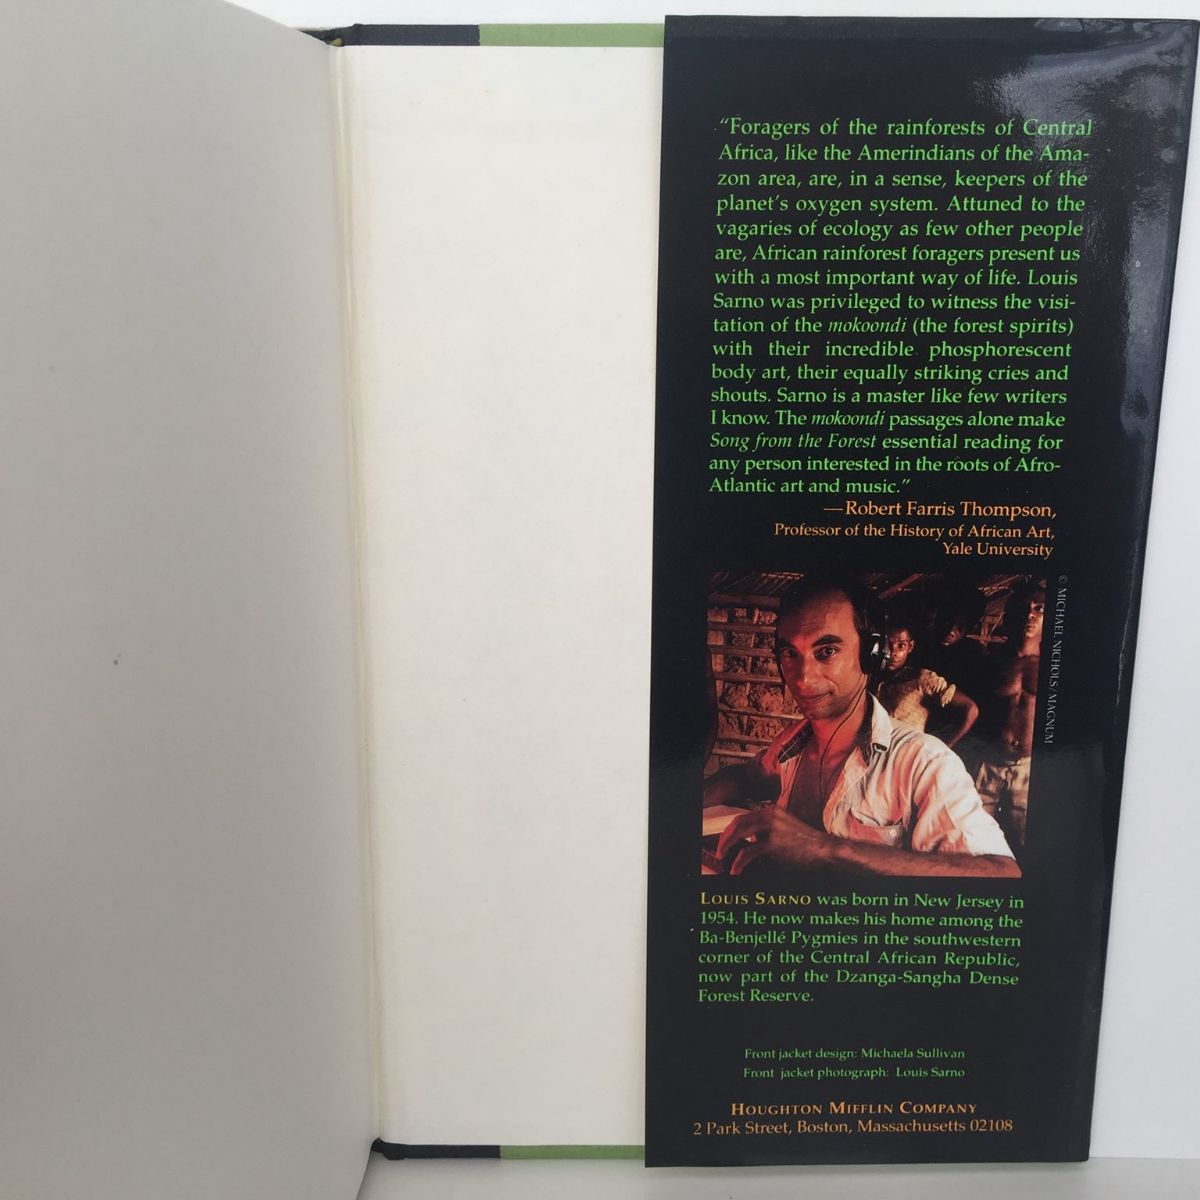 “Foragers of the rainforests of Central
Africa, like the Amerindians of the Ama-
zon area, are, in a sense, keepers of the
planet’s oxygen system. Attuned to the
vagaries of ecology as few other people
are, African rainforest foragers present us
with a most important way of life. Louis
Sarno was privileged to witness the visi-
tation of the mokoondi (the forest spirits)
with their incredible phosphorescent
body art, their equally striking cries and
shouts. Sarno is a master like few writers
I know. The mokoondi passages alone make
Song from the Forest essential reading for
any person interested in the roots of Afro-
Atlantic art and music.”
—Robert Farris Thompson,
Professor of the History of African Art,
Yale University
© MICHAEL NICHOLS / MAGNUM
LOUIS SARNO was born in New Jersey in
1954. He now makes his home among the
Ba-Benjellé Pygmies in the southwestern
corner of the Central African Republic,
now part of the Dzanga-Sangha Dense
Forest Reserve.
Front jacket design: Michaela Sullivan
Front jacket photograph: Louis Sarno
HOUGHTON MIFFLIN COMPANY
2 Park Street, Boston, Massachusetts 02108